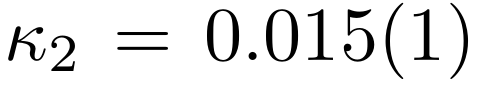 κ₂ = 0.015(1)